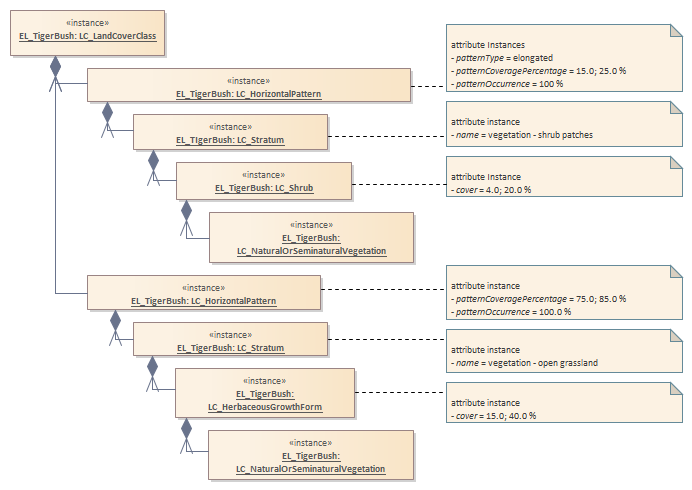 «instance»
EL_TigerBush: LC_LandCoverClass
«instance»
EL_TigerBush: LC_HorizontalPattern
attribute Instances
- patternType = elongated
- patternCoveragePercentage = 15.0; 25.0 %
- patternOccurrence = 100 %
«instance»
EL_TigerBush: LC_Stratum
attribute instance
- name = vegetation - shrub patches
«instance»
EL_TigerBush: LC_Shrub
attribute Instance
- cover = 4.0; 20.0 %
«instance»
EL_TigerBush:
LC_NaturalOrSeminaturalVegetation
«instance»
EL_TigerBush: LC_HorizontalPattern
attribute instance
- patternCoveragePercentage = 75.0; 85.0 %
- patternOccurrence = 100.0 %
«instance»
EL_TigerBush: LC_Stratum
attribute instance
- name = vegetation - open grassland
«instance»
EL_TigerBush:
LC_HerbaceousGrowthForm
attribute instance
- cover = 15.0; 40.0 %
«instance»
EL_TigerBush:
LC_NaturalOrSeminaturalVegetation